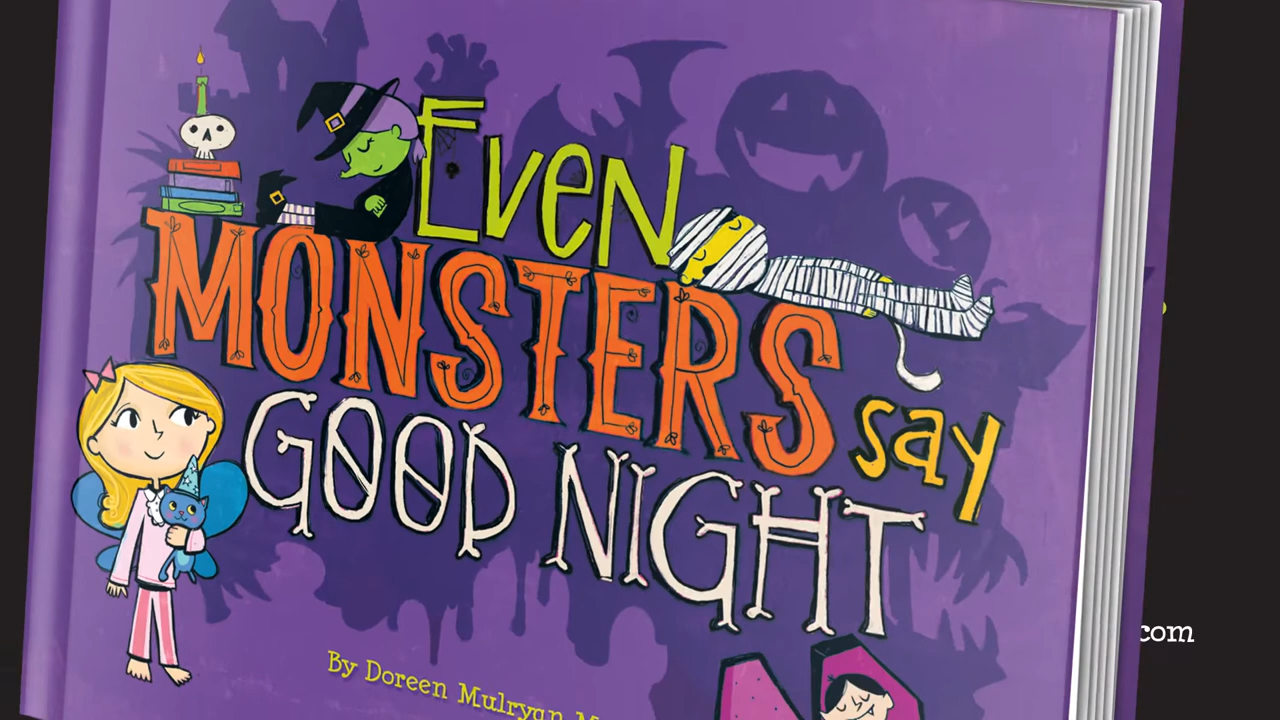 EVEN
MONSTERS say
GOOD NIGHT
By Doreen Mulryan
.com